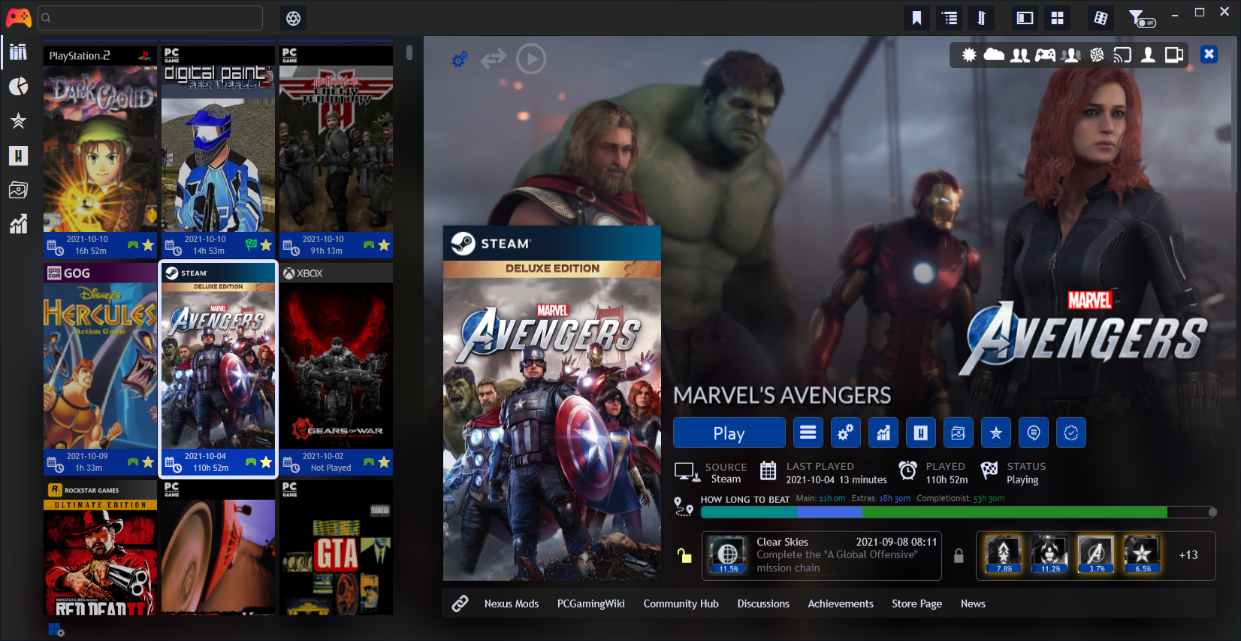 OFF
PlayStation.2
DARK CLOUD
2021-10-10
16h 52m
PC
GAME
digital paint
2021-10-10
14h 53m
PC
GAME
ENEMY
TERRITORY
2021-10-10
91h 13m
GOG
COM
GOG
Disney's
HERCULES
Action Game
2021-10-09
1h 33m
STEAM
DELUXE EDITION
MARVEL
AVENGERS
2021-10-04
110h 52m
XBOX
GEARS OF WAR
2021-10-02
Not Played
R
ROCKSTAR GAMES
ULTIMATE EDITION
RED DEAD II
PC
GAME
PC
GAME
GTA
STEAM
DELUXE EDITION
MARVEL
AVENGERS
MARVEL
AVENGERS
MARVEL'S AVENGERS
Play
SOURCE
Steam
LAST PLAYED
2021-10-04 13 minutes
PLAYED
110h 52m
STATUS
Playing
HOW LONG TO BEAT Main: 11h 0m Extras: 18h 30m Completionist: 53h 30m
Clear Skies 2021-09-08 08:11
Complete the "A Global Offensive"
mission chain
11.5%
7.8%
11.2%
3.7%
6.5%
+13
Nexus Mods PCGamingWiki Community Hub Discussions Achievements Store Page News